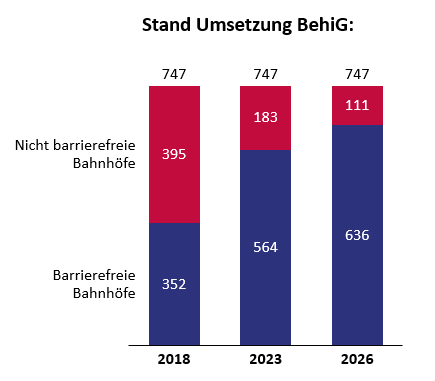 Stand Umsetzung BehiG:
747 747 747
Nicht barrierefreie
Bahnhöfe
395 183 111
Barrierefreie
Bahnhöfe
352 564 636
2018 2023 2026